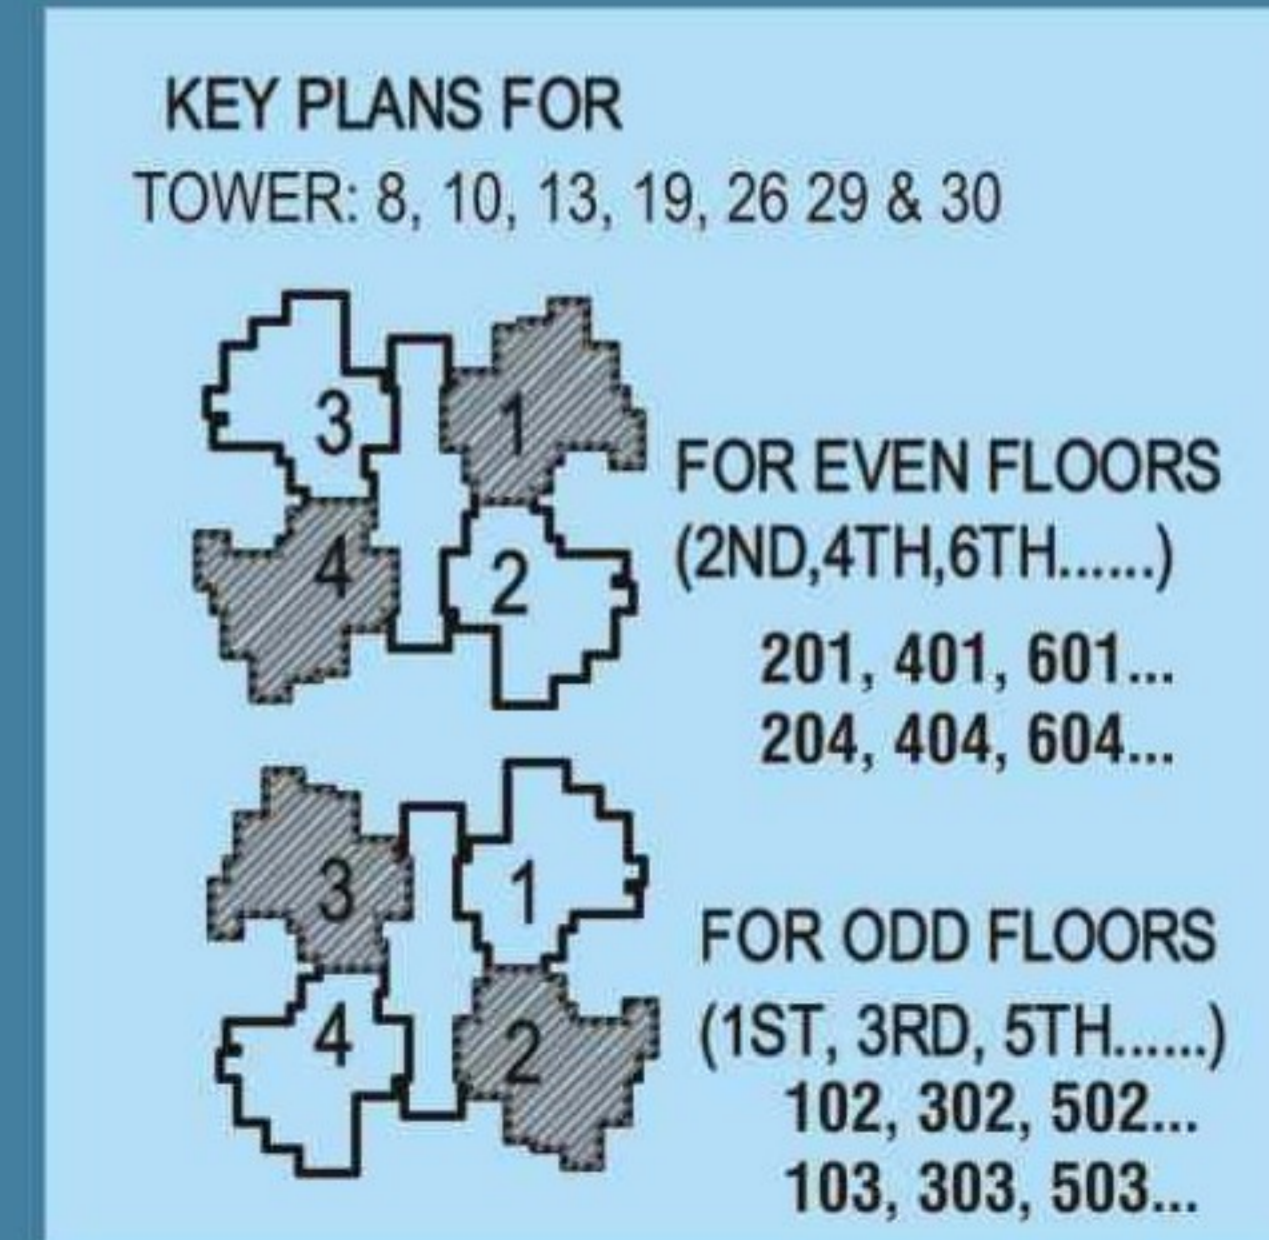 KEY PLANS FOR
TOWER: 8, 10, 13, 19, 26 29 & 30
3
1
4
2
FOR EVEN FLOORS
(2ND,4TH,6TH......)
201, 401, 601...
204, 404, 604...
3
1
4
2
FOR ODD FLOORS
(1ST, 3RD, 5TH......)
102, 302, 502...
103, 303, 503...